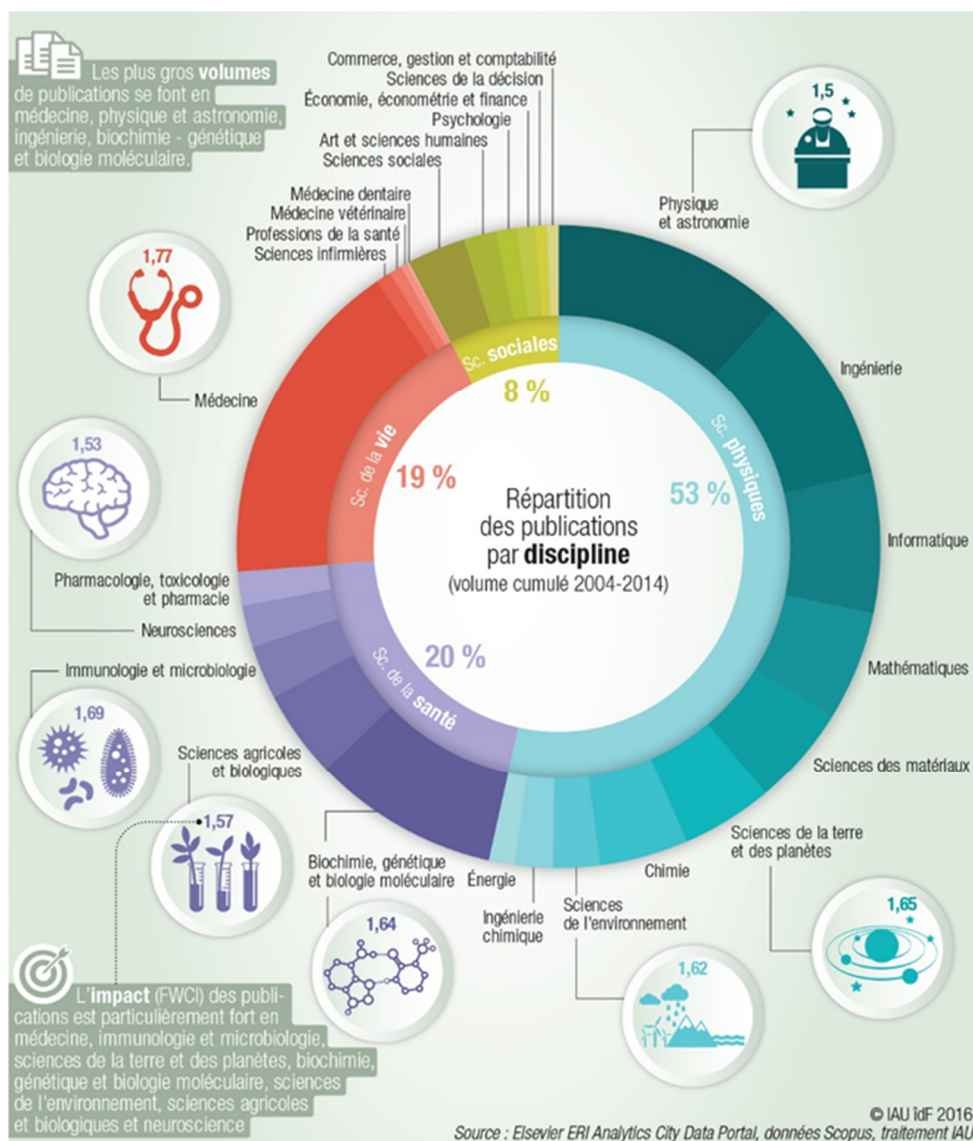 Les plus gros volumes
de publications se font en
médecine, physique et astronomie,
ingénierie, biochimie - génétique
et biologie moléculaire.
Commerce, gestion et comptabilité
Sciences de la décision
Économie, économétrie et finance
Psychologie
Art et sciences humaines
Sciences sociales
Médecine dentaire
Médecine vétérinaire
Professions de la santé
Sciences infirmières
1,5
Physique
et astronomie
1,77
Médecine
Ingénierie
1,53
Informatique
Pharmacologie, toxicologie
et pharmacie
Neurosciences
Immunologie et microbiologie
1,69
Mathématiques
Sciences agricoles
et biologiques
1,57
Sciences des matériaux
Sciences de la terre
et des planètes
1,65
Biochimie, génétique
et biologie moléculaire
1,64
Énergie
Ingénierie
chimique
Sciences
de l'environnement
1,62
Chimie
Sc. sociales
8 %
Sc. de la vie
19 %
Sc. physiques
53 %
Sc. de la santé
20 %
Répartition
des publications
par discipline
(volume cumulé 2004-2014)
L'impact (FWCI) des publi-
cations est particulièrement fort en
médecine, immunologie et microbiologie,
sciences de la terre et des planètes, biochimie,
génétique et biologie moléculaire, sciences
de l'environnement, sciences agricoles
et biologiques et neuroscience
© IAU îdF 2016
Source : Elsevier ERI Analytics City Data Portal, données Scopus, traitement IAU